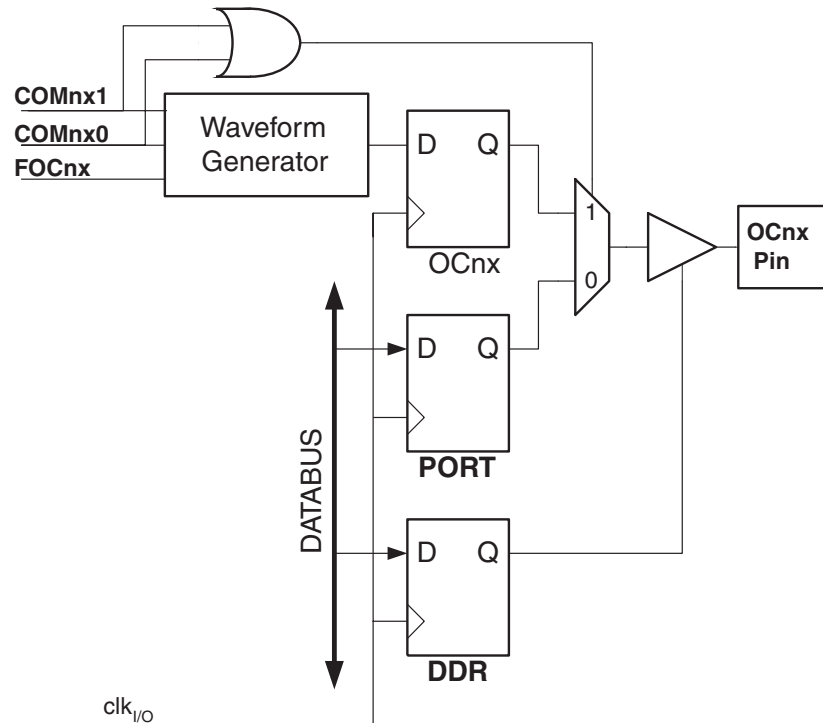 COMnx1
COMnx0
FOCnx
Waveform
Generator
D Q
OCnx
1
0
OCnx
Pin
D Q
PORT
DATABUS
D Q
DDR
clkI/O